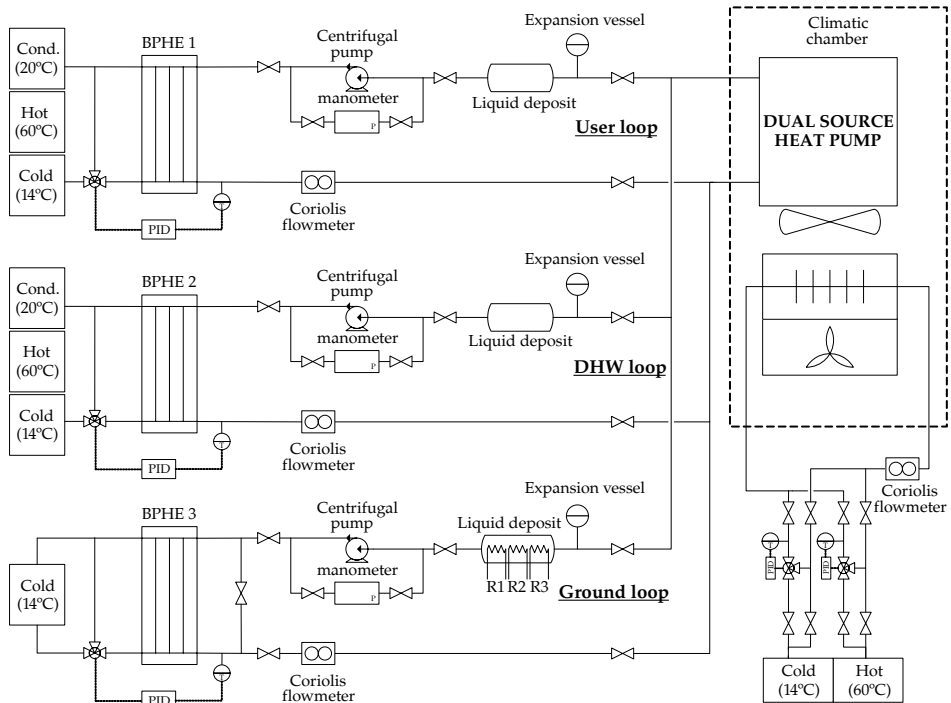 BPHE 1
Cond.
(20ºC)
Hot
(60ºC)
Cold
(14ºC)
PID
Centrifugal
pump
manometer
P
Coriolis
flowmeter
Liquid deposit
Expansion vessel
User loop
BPHE 2
Cond.
(20ºC)
Hot
(60ºC)
Cold
(14ºC)
PID
Centrifugal
pump
manometer
P
Coriolis
flowmeter
Liquid deposit
Expansion vessel
DHW loop
BPHE 3
Cold
(14ºC)
PID
Centrifugal
pump
manometer
P
Coriolis
flowmeter
Liquid deposit
R1 R2 R3
Expansion vessel
Ground loop
Climatic
chamber
DUAL SOURCE
HEAT PUMP
Coriolis
flowmeter
PID
PID
Cold
(14ºC)
Hot
(60ºC)